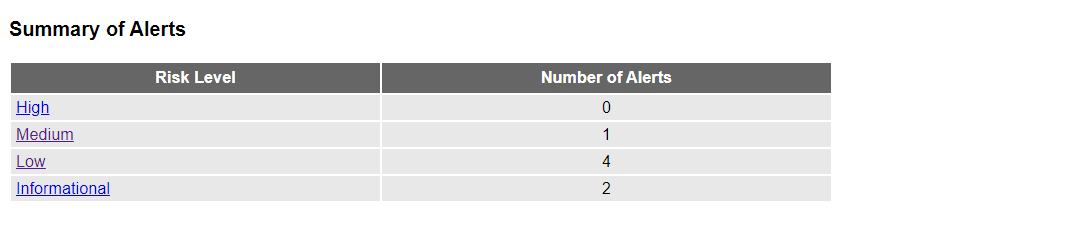 Summary of Alerts
Risk Level Number of Alerts
High 0
Medium 1
Low 4
Informational 2